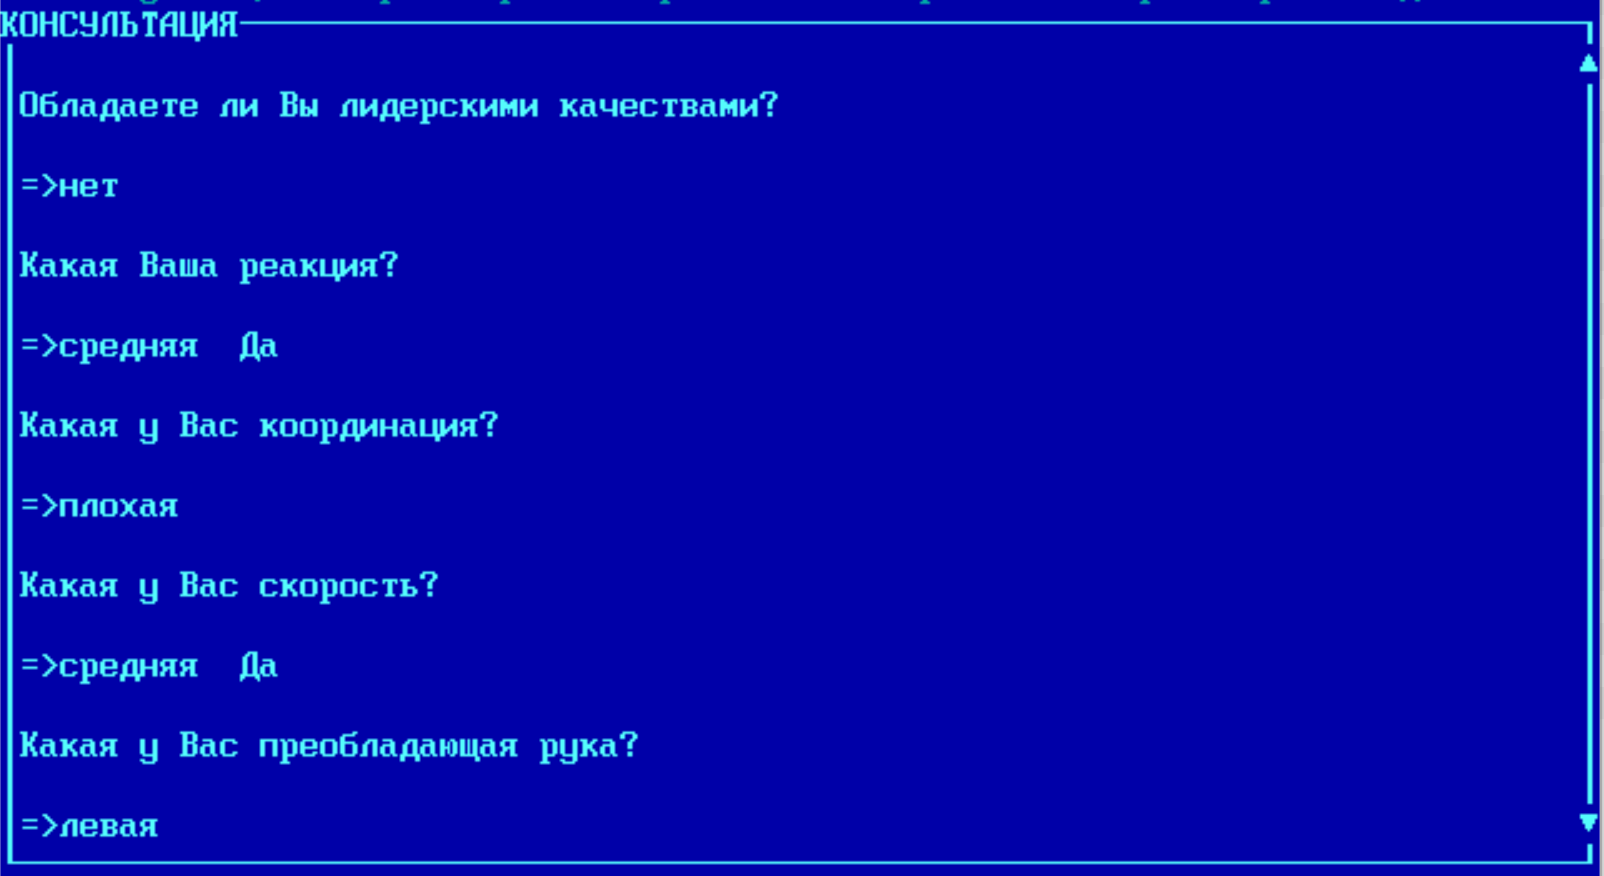 КОНСУЛЬТАЦИЯ
Обладаете ли Вы лидерскими качествами?
=>нет
Какая Ваша реакция?
=>средняя  Да
Какая у Вас координация?
=>плохая
Какая у Вас скорость?
=>средняя  Да
Какая у Вас преобладающая рука?
=>левая